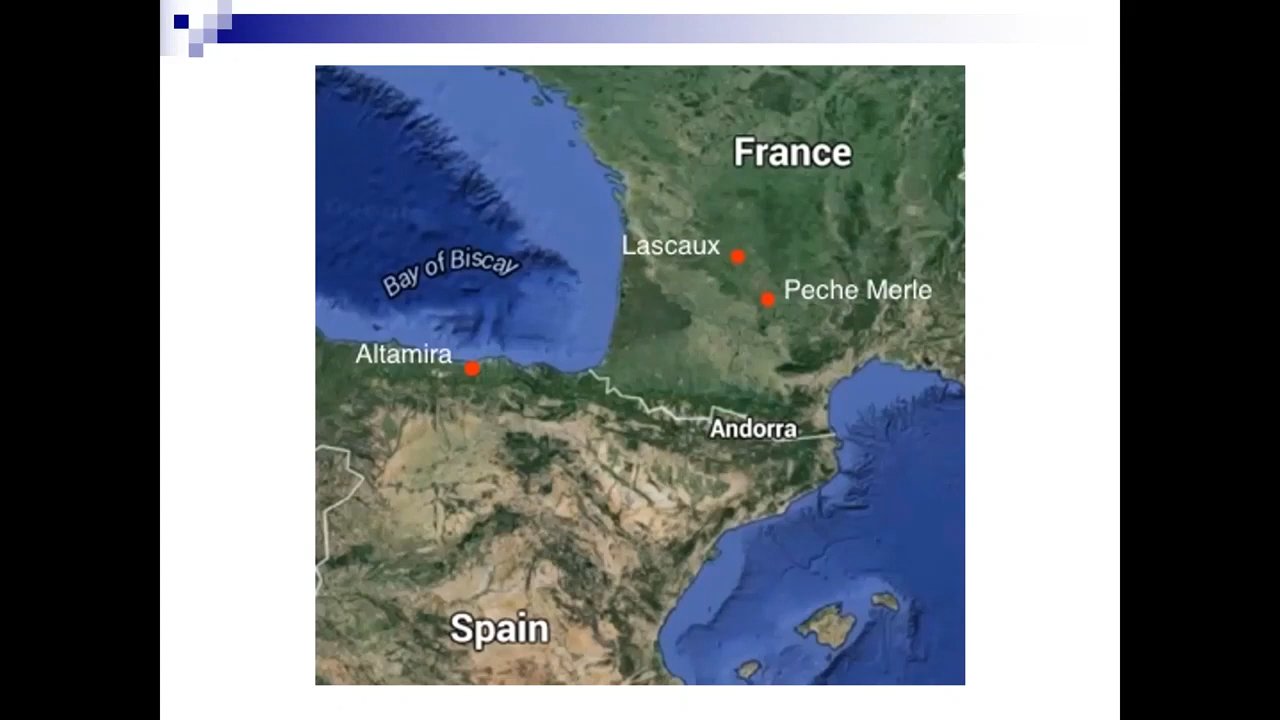 France
Lascaux
Bay of Biscay
Peche Merle
Altamira
Andorra
Spain